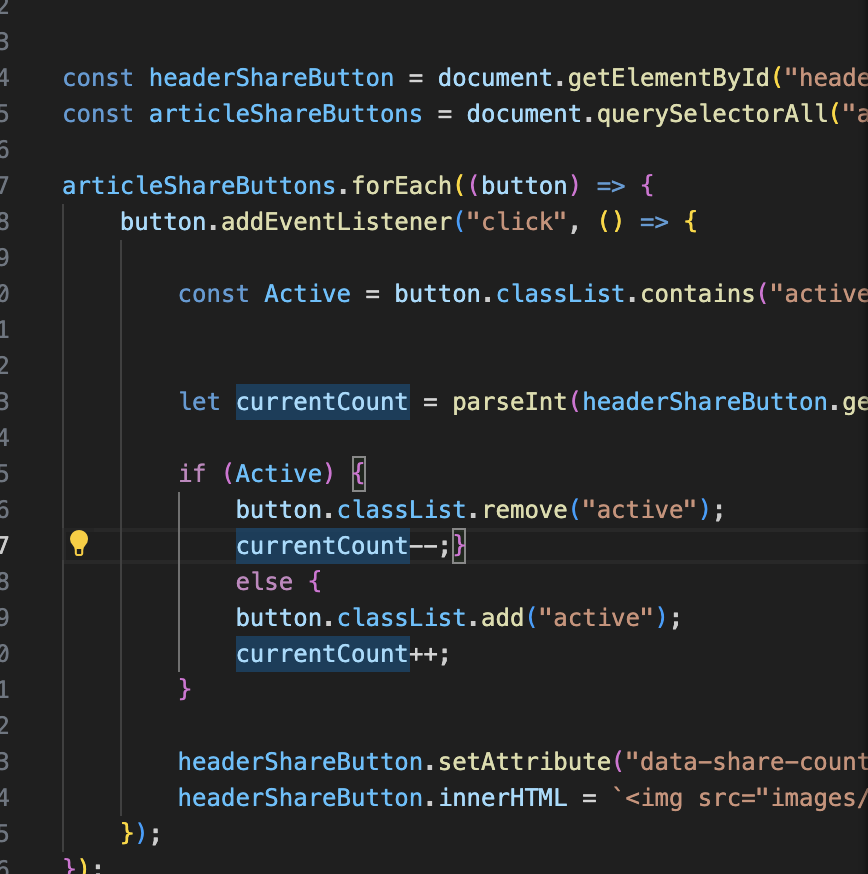 2
3
4 const headerShareButton = document.getElementById("heade
5 const articleShareButtons = document.querySelectorAll("a
6
7 articleShareButtons.forEach((button) => {
8 button.addEventListener("click", () => {
9
0 const Active = button.classList.contains("active
1
2
3 let currentCount = parseInt(headerShareButton.ge
4
5 if (Active) {
6 button.classList.remove("active");
7 currentCount--;}
8 else {
9 button.classList.add("active");
0 currentCount++;
1 }
2
3 headerShareButton.setAttribute("data-share-count
4 headerShareButton.innerHTML = `<img src="images/
5 });
6 });